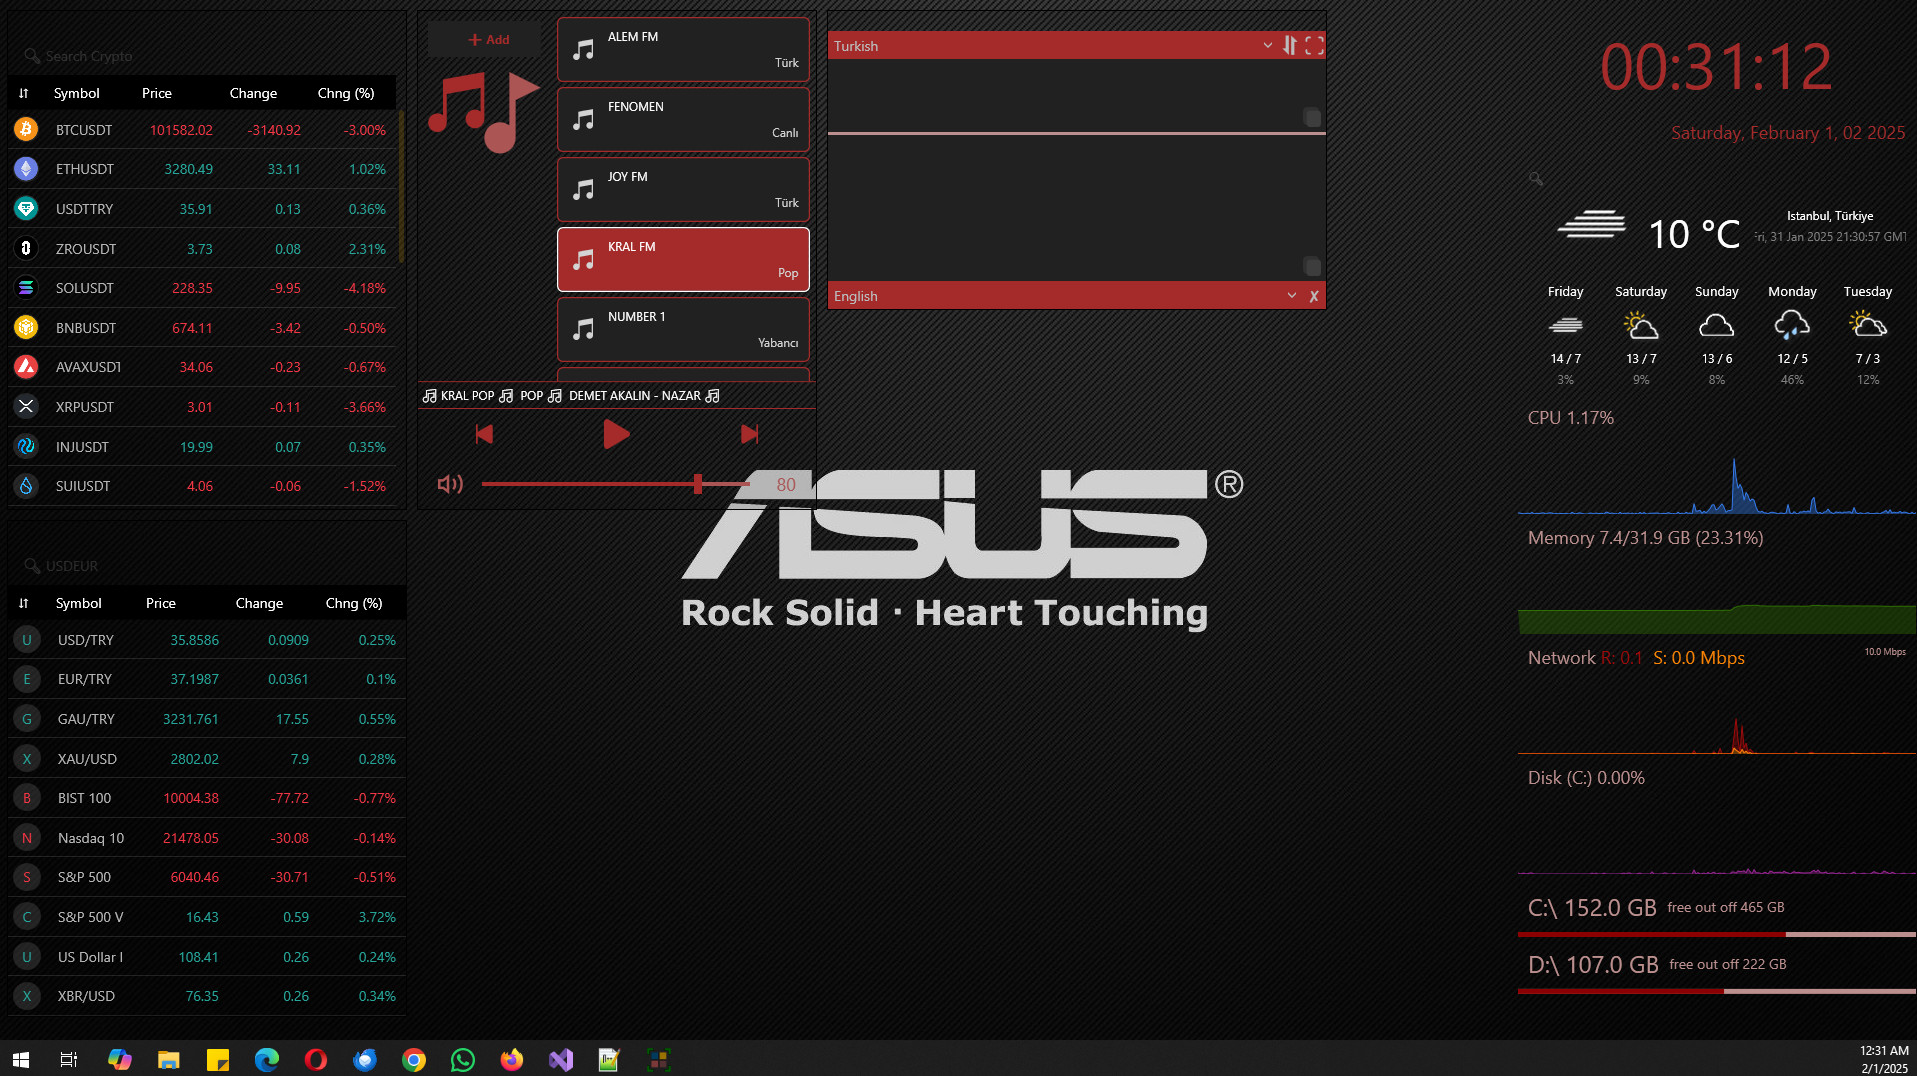 Search Crypto
Symbol Price Change Chng (%)
BTCUSDT 101582.02 -3140.92 -3.00%
ETHUSDT 3280.49 33.11 1.02%
USDTTRY 35.91 0.13 0.36%
ZROUSDT 3.73 0.08 2.31%
SOLUSDT 228.35 -9.95 -4.18%
BNBUSDT 674.11 -3.42 -0.50%
AVAXUSDT 34.06 -0.23 -0.67%
XRPUSDT 3.01 -0.11 -3.66%
INJUSDT 19.99 0.07 0.35%
SUIUSDT 4.06 -0.06 -1.52%
USDEUR
Symbol Price Change Chng (%)
U USD/TRY 35.8586 0.0909 0.25%
E EUR/TRY 37.1987 0.0361 0.1%
G GAU/TRY 3231.761 17.55 0.55%
X XAU/USD 2802.02 7.9 0.28%
B BIST 100 10004.38 -77.72 -0.77%
N Nasdaq 10 21478.05 -30.08 -0.14%
S S&P 500 6040.46 -30.71 -0.51%
C S&P 500 V 16.43 0.59 3.72%
U US Dollar I 108.41 0.26 0.24%
X XBR/USD 76.35 0.26 0.34%
+ Add
ALEM FM
Türk
FENOMEN
Canlı
JOY FM
Türk
KRAL FM
Pop
NUMBER 1
Yabancı
KRAL POP POP DEMET AKALIN - NAZAR
80
Turkish
English X
ASUS®
Rock Solid · Heart Touching
00:31:12
Saturday, February 1, 02 2025
10 °C
Istanbul, Türkiye
Fri, 31 Jan 2025 21:30:57 GMT
Friday Saturday Sunday Monday Tuesday
14 / 7 13 / 7 13 / 6 12 / 5 7 / 3
3% 9% 8% 46% 12%
CPU 1.17%
Memory 7.4/31.9 GB (23.31%)
Network R: 0.1 S: 0.0 Mbps 10.0 Mbps
Disk (C:) 0.00%
C:\ 152.0 GB free out off 465 GB
D:\ 107.0 GB free out off 222 GB
12:31 AM
2/1/2025